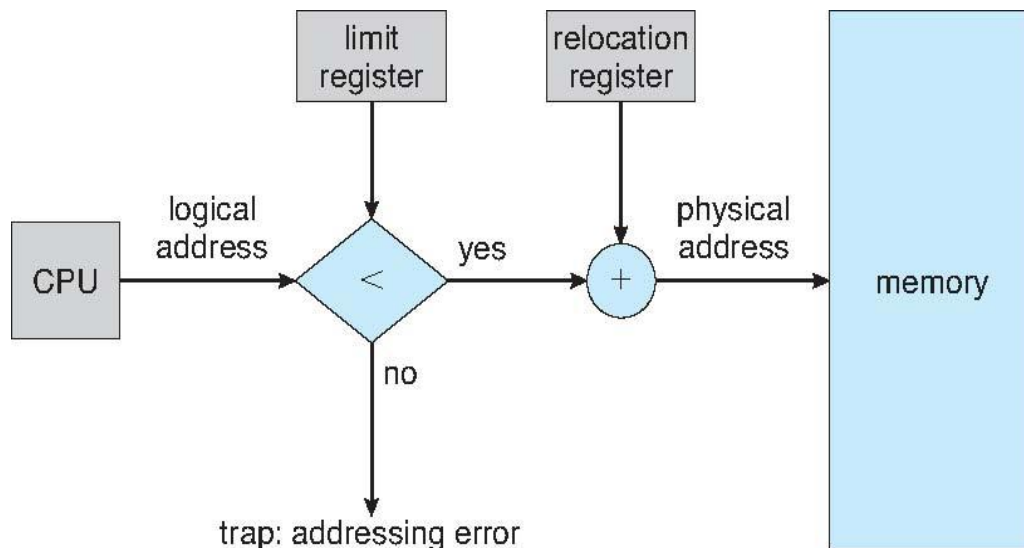 limit
register
relocation
register
logical
address
physical
address
CPU
<
yes
+
memory
no
trap: addressing error